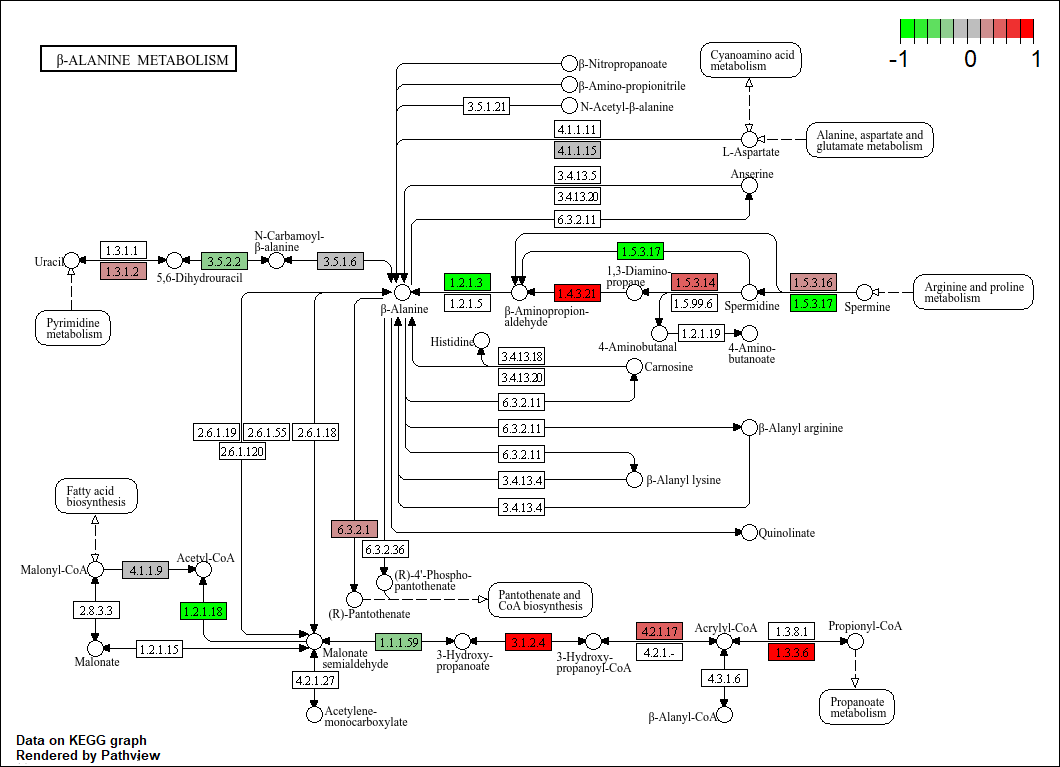 β-ALANINE METABOLISM
-1
0
1
β-Nitropropanoate
β-Amino-propionitrile
3.5.1.21
N-Acetyl-β-alanine
Cyanoamino acid
metabolism
4.1.1.11
4.1.1.15
L-Aspartate
Alanine, aspartate and
glutamate metabolism
3.4.13.5
3.4.13.20
Anserine
6.3.2.11
Uracil
1.3.1.1
1.3.1.2
5,6-Dihydrouracil
3.5.2.2
N-Carbamoyl-
β-alanine
3.5.1.6
Pyrimidine
metabolism
β-Alanine
1.2.1.3
1.2.1.5
β-Aminopropion-
aldehyde
1.4.3.21
1.5.3.17
1,3-Diamino-
propane
1.5.3.14
1.5.99.6
Spermidine
1.5.3.16
1.5.3.17
Spermine
Arginine and proline
metabolism
4-Aminobutanal
1.2.1.19
4-Amino-
butanoate
Histidine
3.4.13.18
3.4.13.20
Carnosine
6.3.2.11
6.3.2.11
β-Alanyl arginine
6.3.2.11
3.4.13.4
β-Alanyl lysine
3.4.13.4
Quinolinate
2.6.1.19
2.6.1.55
2.6.1.18
2.6.1.120
Fatty acid
biosynthesis
6.3.2.1
6.3.2.36
Malonyl-CoA
4.1.1.9
Acetyl-CoA
(R)-4'-Phospho-
pantothenate
(R)-Pantothenate
Pantothenate and
CoA biosynthesis
2.8.3.3
1.2.1.18
Malonate
1.2.1.15
Malonate
semialdehyde
1.1.1.59
3-Hydroxy-
propanoate
3.1.2.4
3-Hydroxy-
propanoyl-CoA
4.2.1.17
4.2.1.-
Acrylyl-CoA
1.3.8.1
1.3.3.6
Propionyl-CoA
4.2.1.27
Acetylene-
monocarboxylate
4.3.1.6
β-Alanyl-CoA
Propanoate
metabolism
Data on KEGG graph
Rendered by Pathview